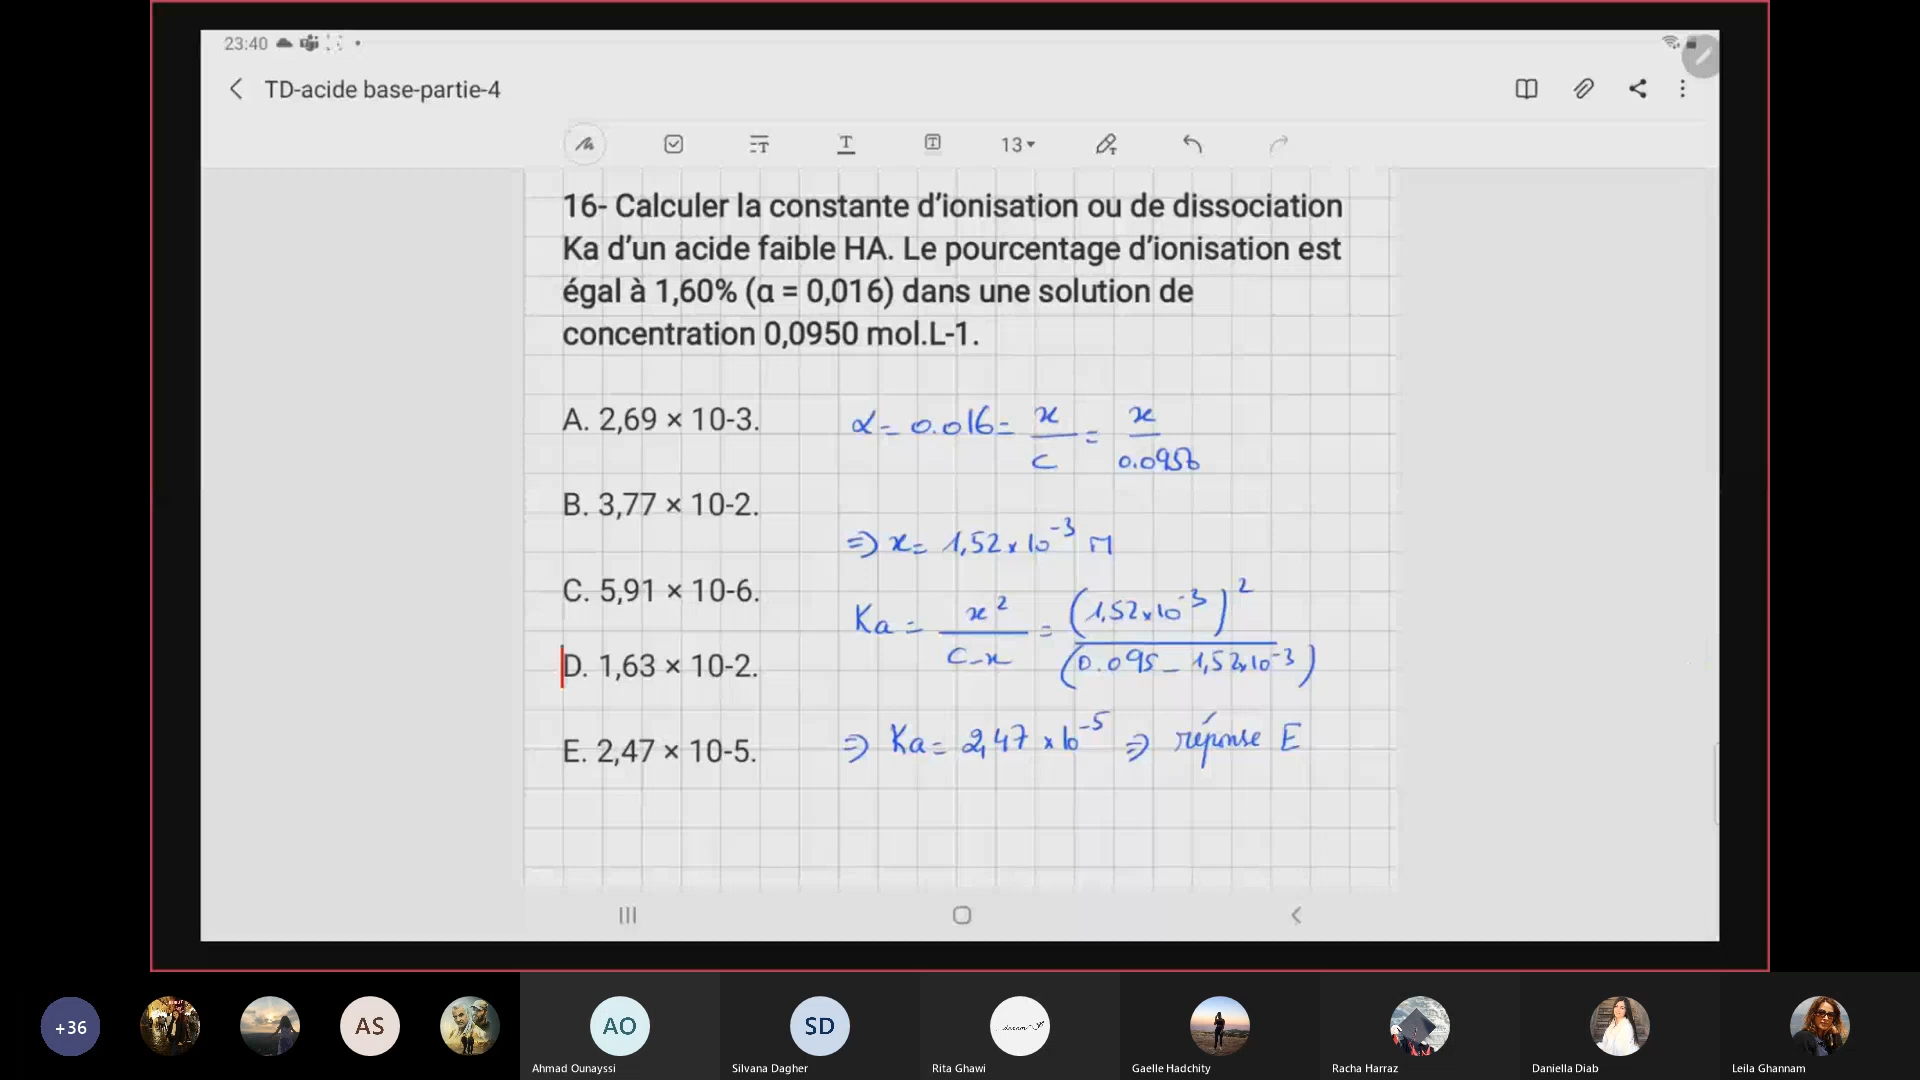 23:40
TD-acide base-partie-4
13
16- Calculer la constante d'ionisation ou de dissociation
Ka d'un acide faible HA. Le pourcentage d'ionisation est
égal à 1,60% (α = 0,016) dans une solution de
concentration 0,0950 mol.L-1.
A. 2,69 × 10-3.
α = 0.016 = x/c = x/0.0950
B. 3,77 × 10-2.
⇒ x = 1,52 × 10⁻³ M
C. 5,91 × 10-6.
Ka = x²/(C-x) = (1,52×10⁻³)²/(0.095 - 1,52×10⁻³)
D. 1,63 × 10-2.
E. 2,47 × 10-5.
⇒ Ka = 2,47 × 10⁻⁵ ⇒ réponse E
+36
AS
AO
SD
dream
Ahmad Ounayssi
Silvana Dagher
Rita Ghawi
Gaelle Hadchity
Racha Harraz
Daniella Diab
Leila Ghannam